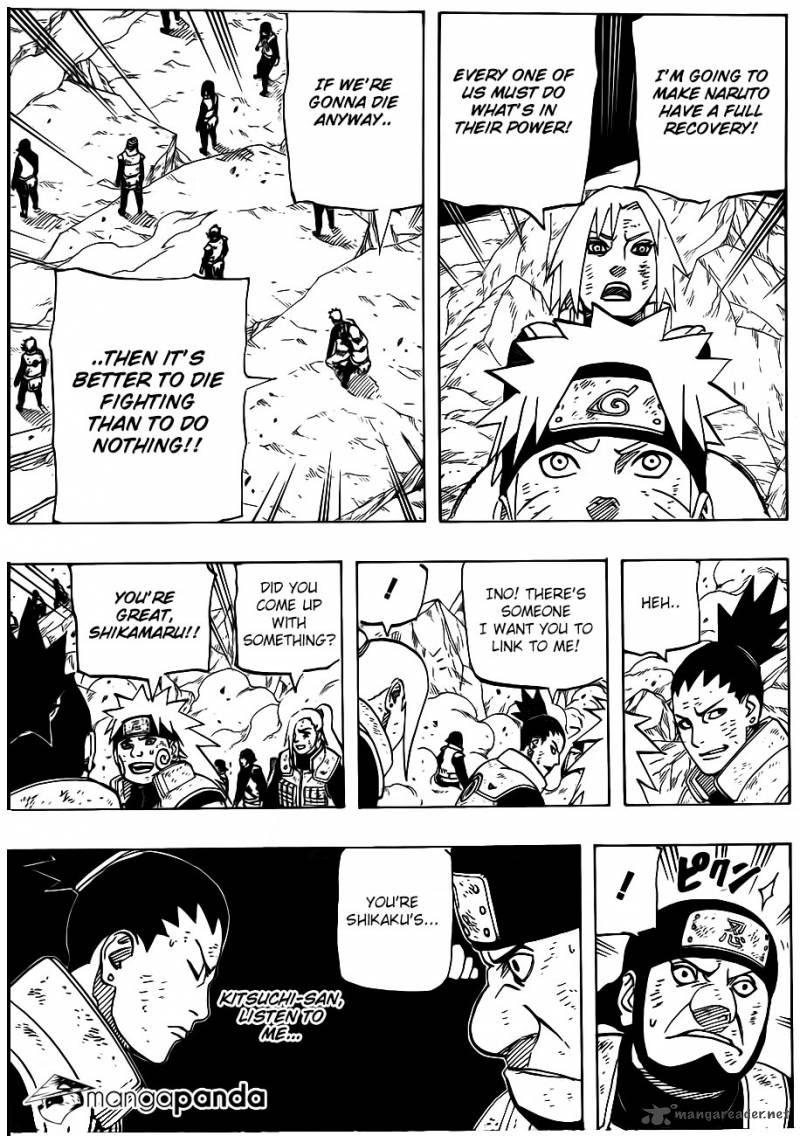 I'M GOING TO
MAKE NARUTO
HAVE A FULL
RECOVERY!
EVERY ONE OF
US MUST DO
WHAT'S IN
THEIR POWER!
IF WE'RE
GONNA DIE
ANYWAY..
..THEN IT'S
BETTER TO DIE
FIGHTING
THAN TO DO
NOTHING!!
HEH..
INO! THERE'S
SOMEONE
I WANT YOU TO
LINK TO ME!
!
DID YOU
COME UP
WITH
SOMETHING?
YOU'RE
GREAT,
SHIKAMARU!!
!
ピクン
忍
YOU'RE
SHIKAKU'S...
KITSUCHI-SAN,
LISTEN TO
ME...
mangapanda
mangareader.net